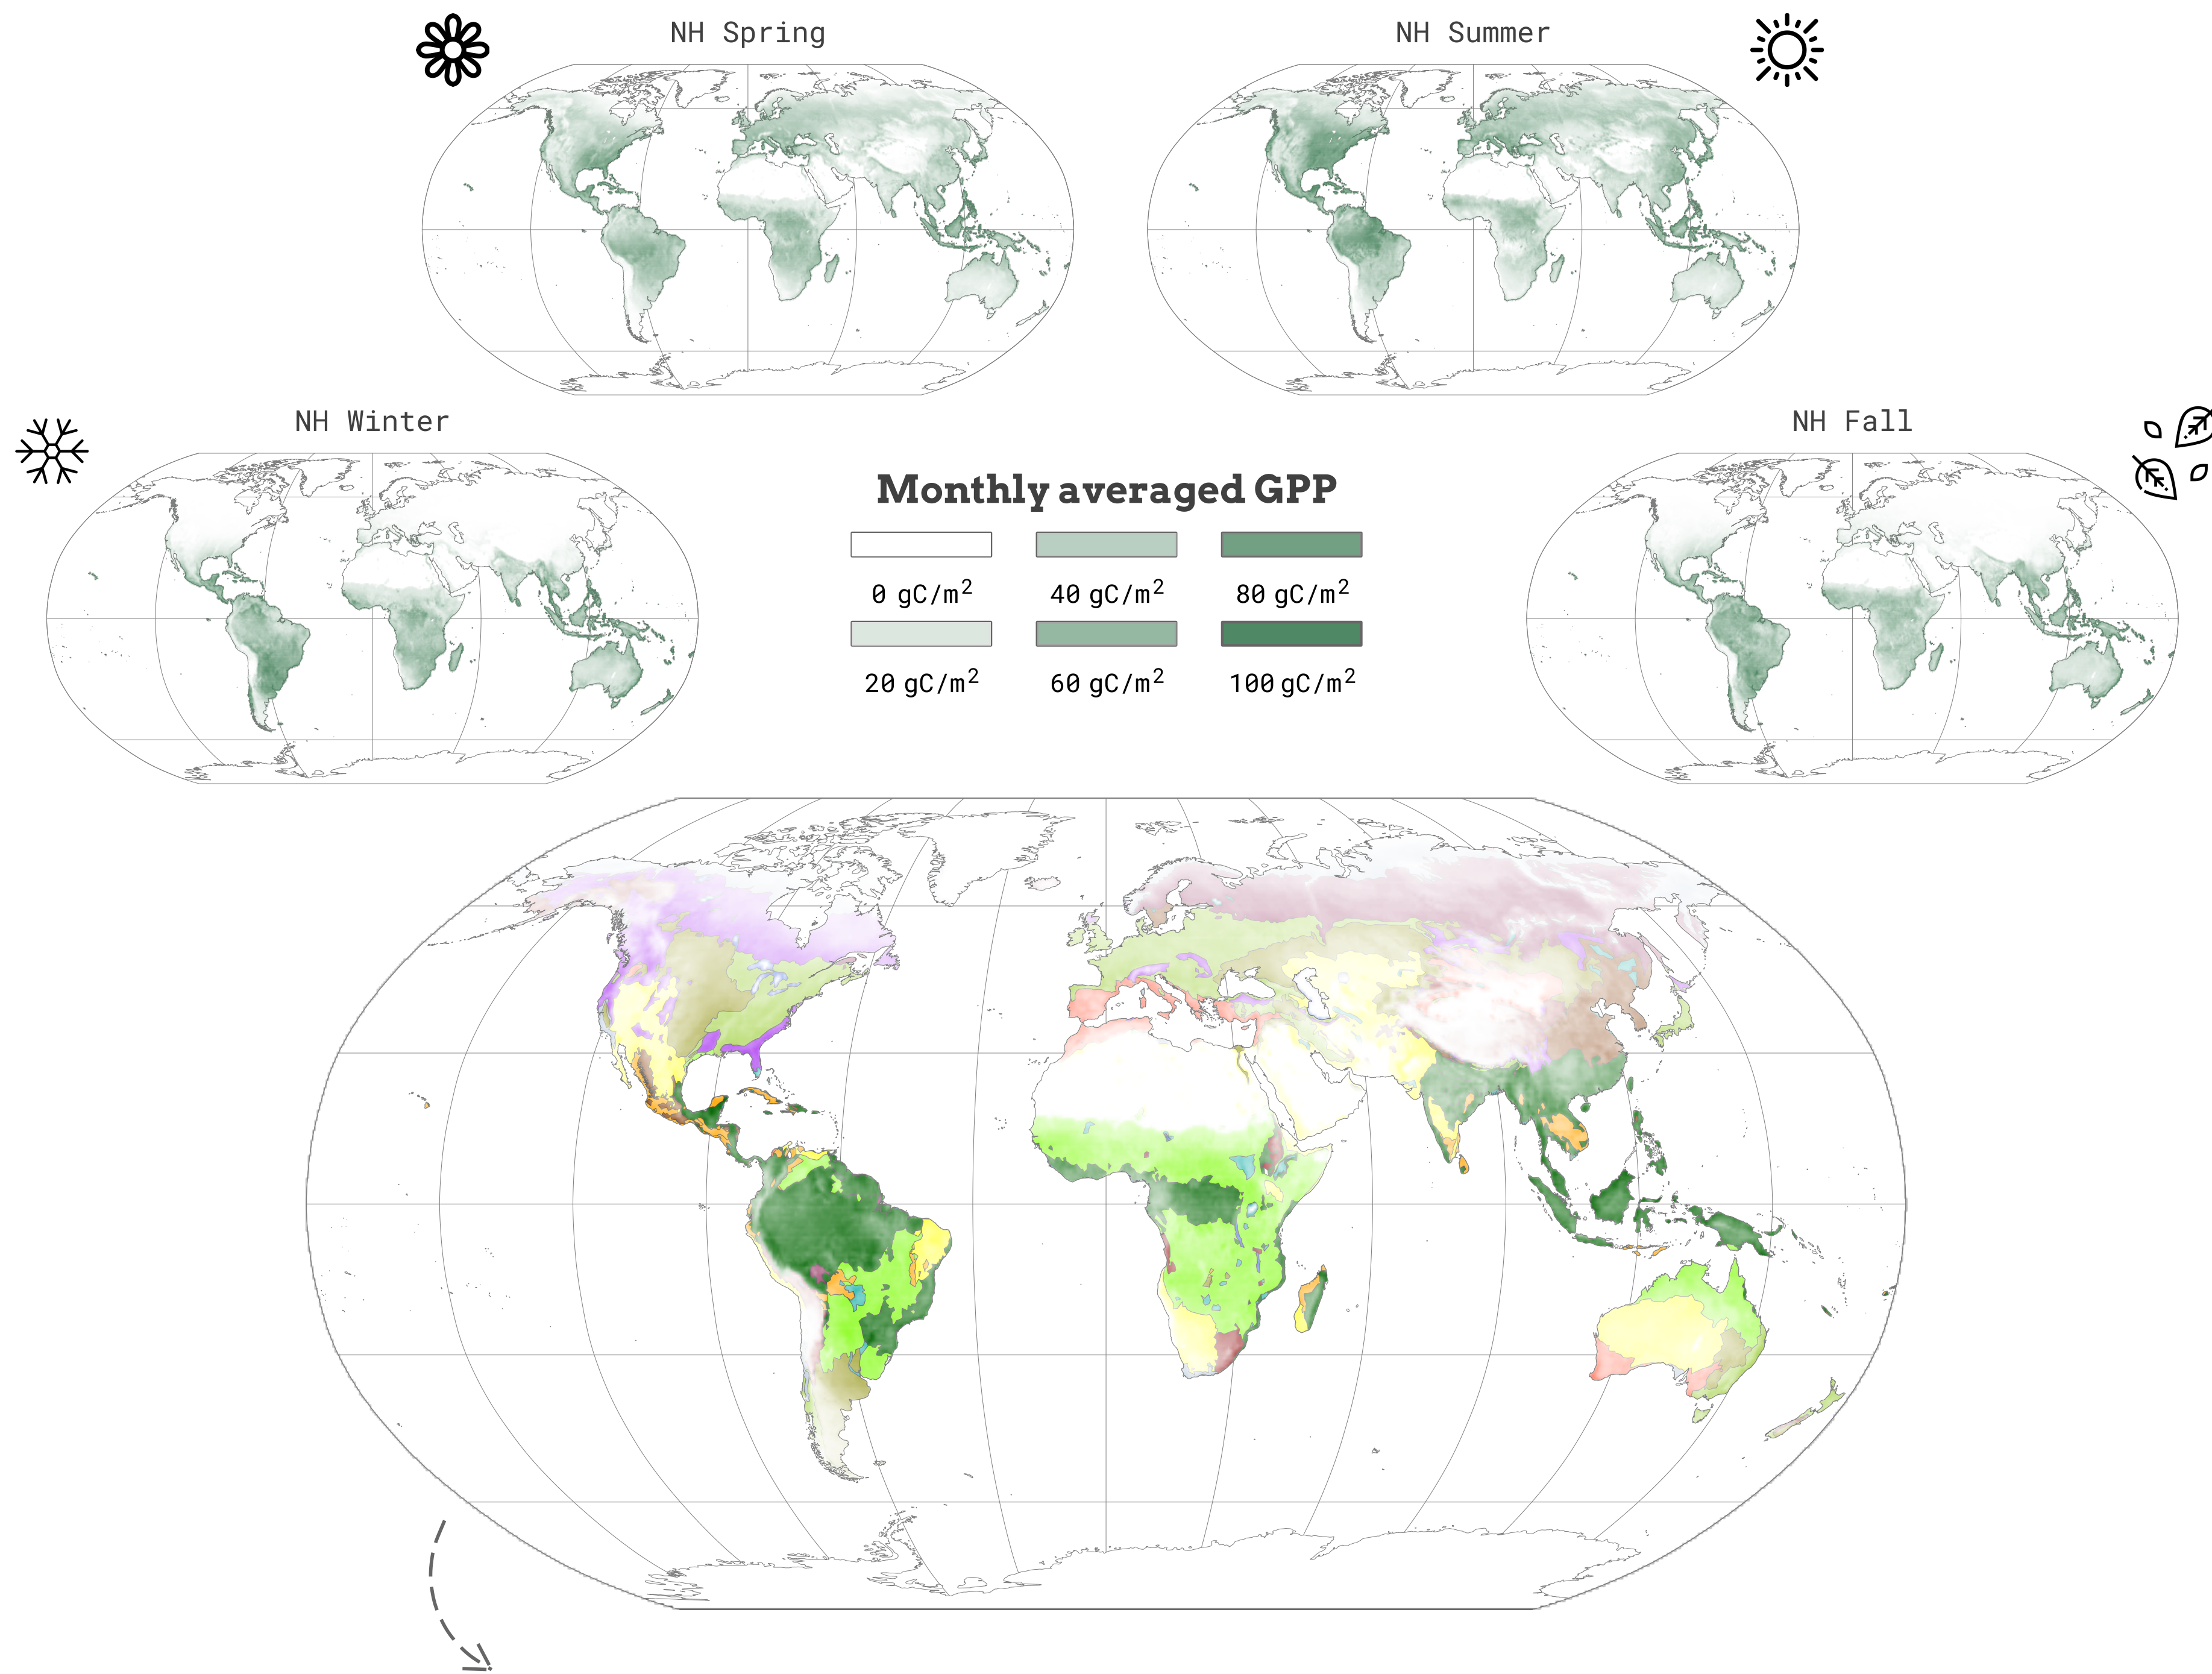 NH Spring
NH Summer
NH Winter
NH Fall
Monthly averaged GPP
0 gC/m²
40 gC/m²
80 gC/m²
20 gC/m²
60 gC/m²
100 gC/m²